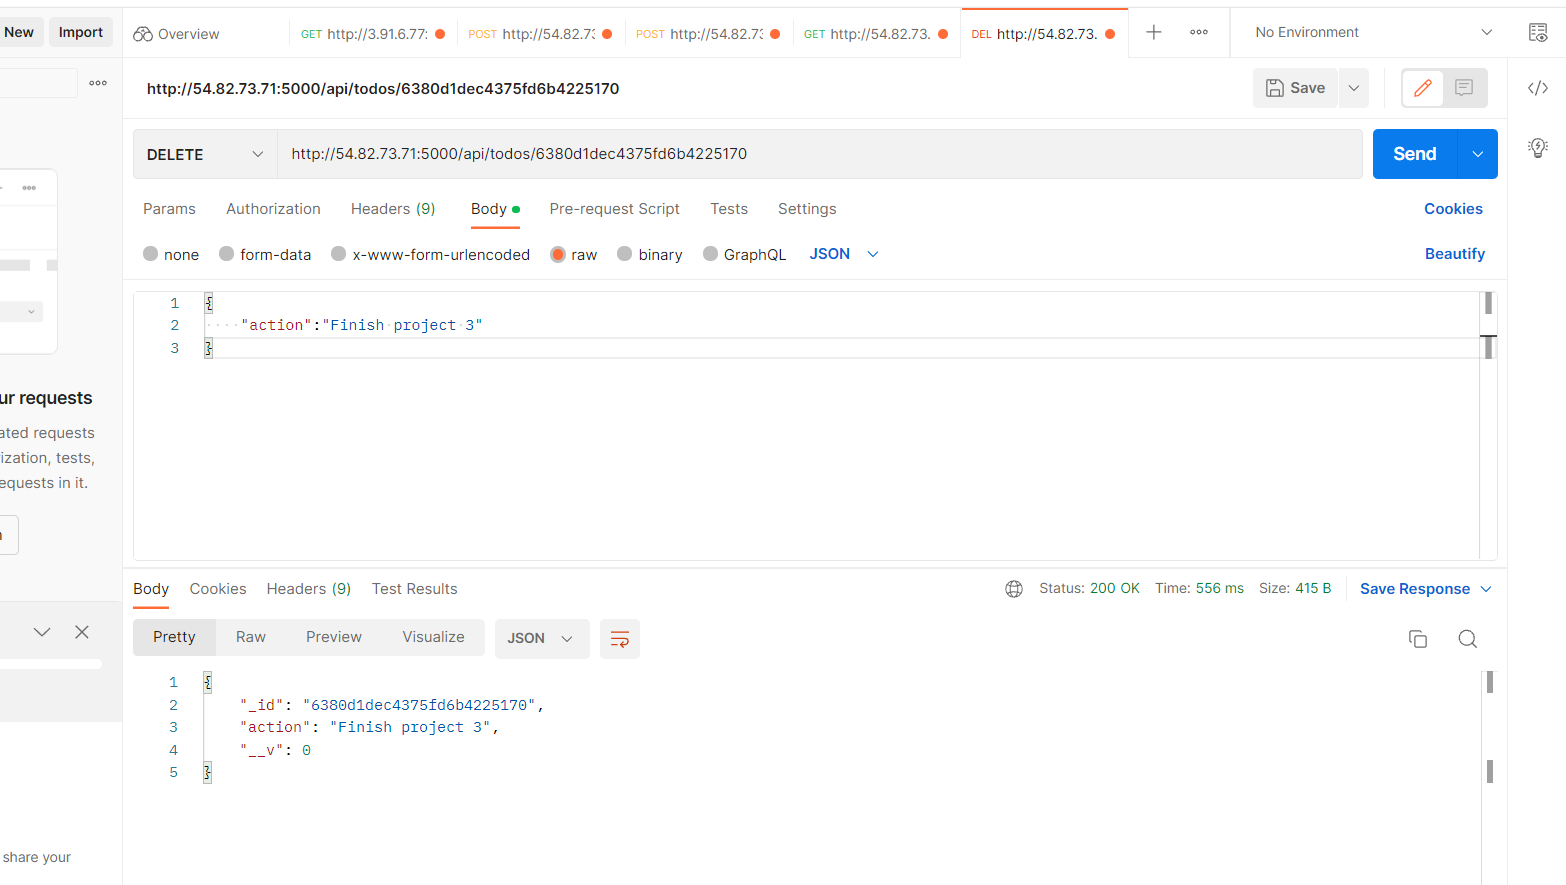 New Import Overview GET http://3.91.6.77: POST http://54.82.73 POST http://54.82.73 GET http://54.82.73. DEL http://54.82.73. No Environment
http://54.82.73.71:5000/api/todos/6380d1dec4375fd6b4225170 Save
DELETE http://54.82.73.71:5000/api/todos/6380d1dec4375fd6b4225170 Send
Params Authorization Headers (9) Body Pre-request Script Tests Settings Cookies
none form-data x-www-form-urlencoded raw binary GraphQL JSON Beautify
1 {
2 "action":"Finish project 3"
3 }
ur requests
ated requests
ization, tests,
equests in it.
Body Cookies Headers (9) Test Results Status: 200 OK Time: 556 ms Size: 415 B Save Response
Pretty Raw Preview Visualize JSON
1 {
2 "_id": "6380d1dec4375fd6b4225170",
3 "action": "Finish project 3",
4 "__v": 0
5 }
share your